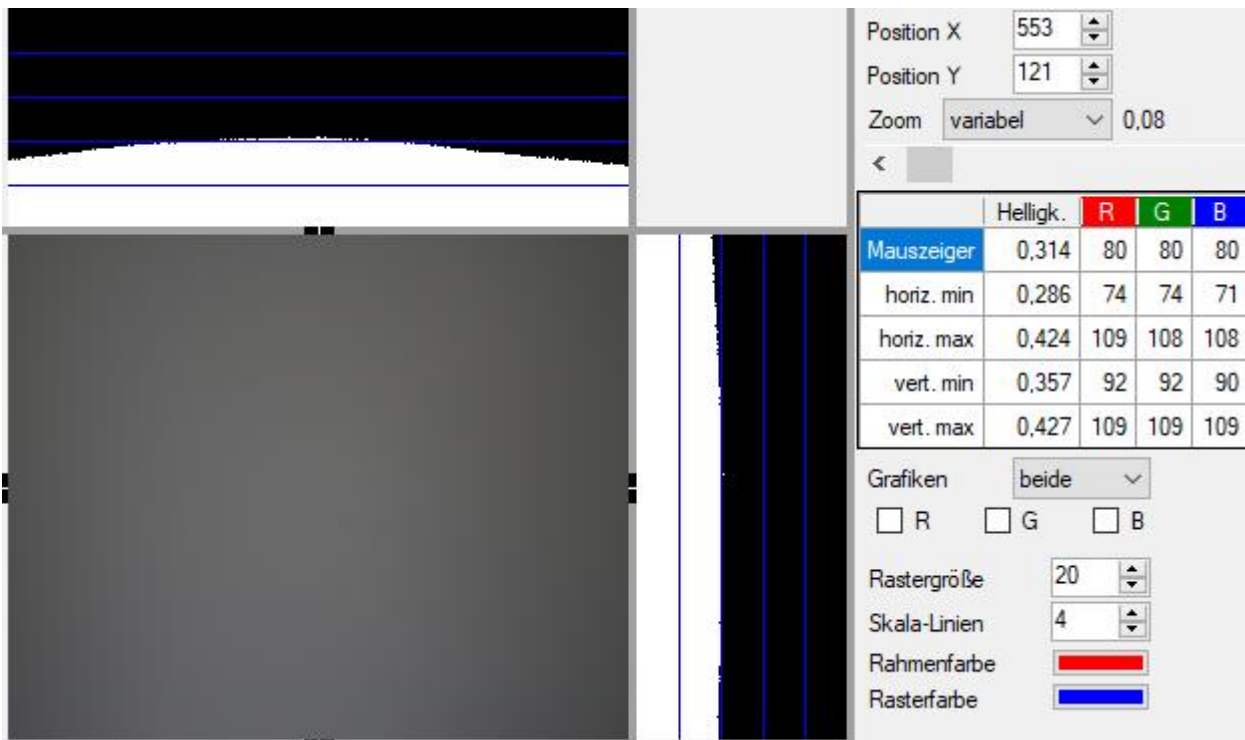 Position X 553
Position Y 121
Zoom variabel 0,08
Helligk. R G B
Mauszeiger 0,314 80 80 80
horiz. min 0,286 74 74 71
horiz. max 0,424 109 108 108
vert. min 0,357 92 92 90
vert. max 0,427 109 109 109
Grafiken beide
R G B
Rastergröße 20
Skala-Linien 4
Rahmenfarbe
Rasterfarbe